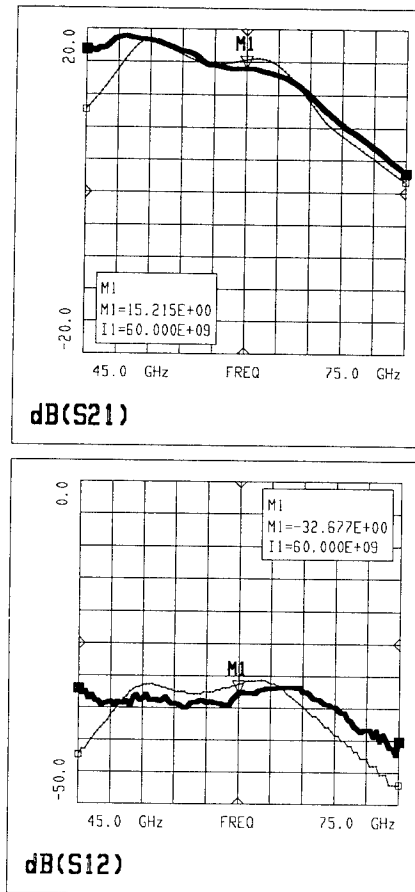 20.0
M1
M1
M1=15.215E+00
I1=60.000E+09
-20.0
45.0 GHz FREQ 75.0 GHz
dB(S21)
0.0
M1
M1=-32.677E+00
I1=60.000E+09
M1
-50.0
45.0 GHz FREQ 75.0 GHz
dB(S12)